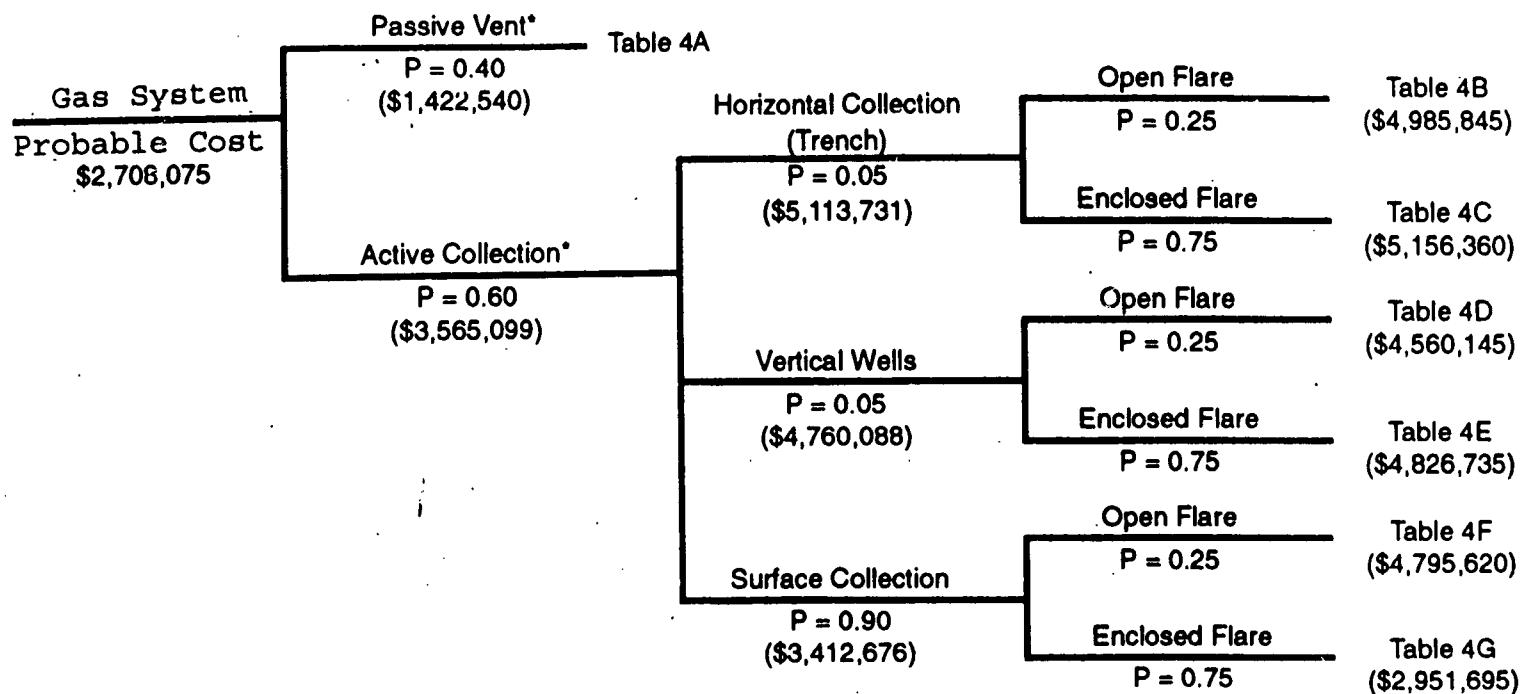 Gas System
Probable Cost
$2,708,075
Passive Vent*
P = 0.40
($1,422,540)
Table 4A
Active Collection*
P = 0.60
($3,565,099)
Horizontal Collection
(Trench)
P = 0.05
($5,113,731)
Open Flare
P = 0.25
Table 4B
($4,985,845)
Enclosed Flare
P = 0.75
Table 4C
($5,156,360)
Vertical Wells
P = 0.05
($4,760,088)
Open Flare
P = 0.25
Table 4D
($4,560,145)
Enclosed Flare
P = 0.75
Table 4E
($4,826,735)
Surface Collection
P = 0.90
($3,412,676)
Open Flare
P = 0.25
Table 4F
($4,795,620)
Enclosed Flare
P = 0.75
Table 4G
($2,951,695)